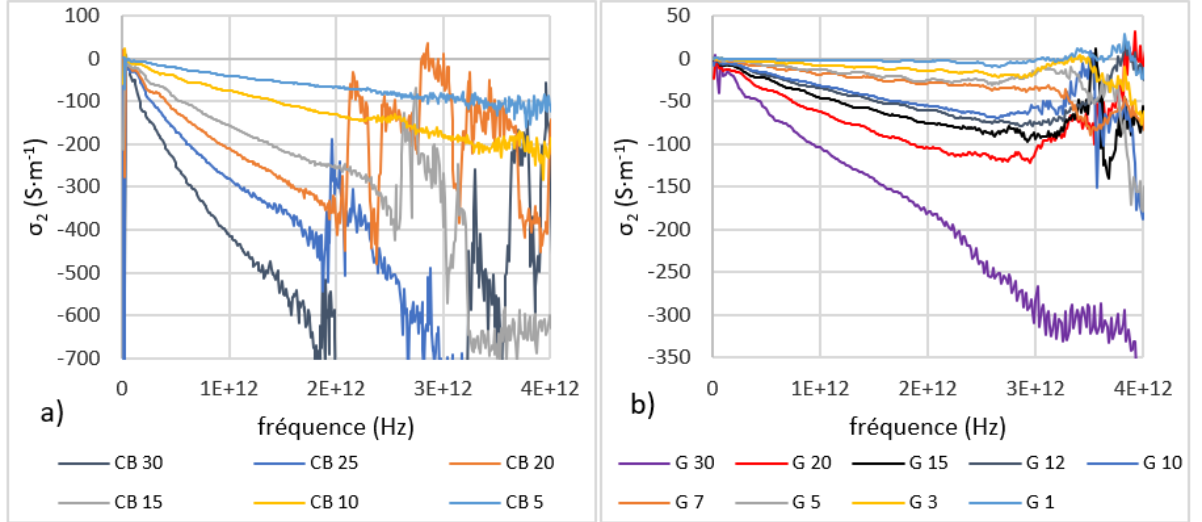 100
0
-100
-200
-300
-400
-500
-600
-700
σ₂ (S·m⁻¹)
0 1E+12 2E+12 3E+12 4E+12
a)
fréquence (Hz)
CB 30 CB 25 CB 20
CB 15 CB 10 CB 5
50
0
-50
-100
-150
-200
-250
-300
-350
σ₂ (S·m⁻¹)
0 1E+12 2E+12 3E+12 4E+12
b)
fréquence (Hz)
G 30 G 20 G 15 G 12 G 10
G 7 G 5 G 3 G 1